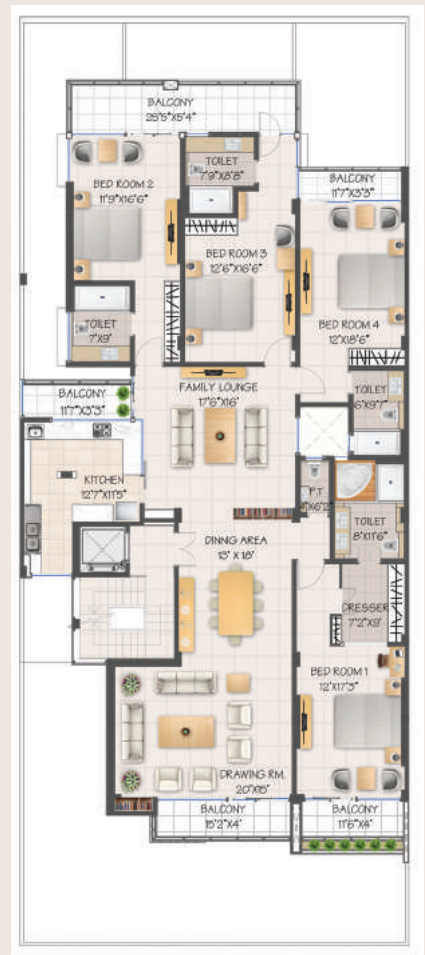 BALCONY
25'5"X5'4"
TOILET
7'9"X8'8"
BALCONY
11'7"X3'3"
BED ROOM 2
11'9"X16'6"
BED ROOM 3
12'6"X16'6"
BED ROOM 4
12'X18'6"
TOILET
7'X9'
FAMILY LOUNGE
17'6"X16'
TOILET
6'X9'7"
BALCONY
11'7"X3'3"
KITCHEN
12'7"X11'5"
P.T
TOILET
8'X11'6"
DINNG AREA
13' X 18'
DRESSER
7'2"X9'
BED ROOM 1
12'X17'3"
DRAWING RM.
20'X15'
BALCONY
15'2"X4'
BALCONY
11'6"X4'